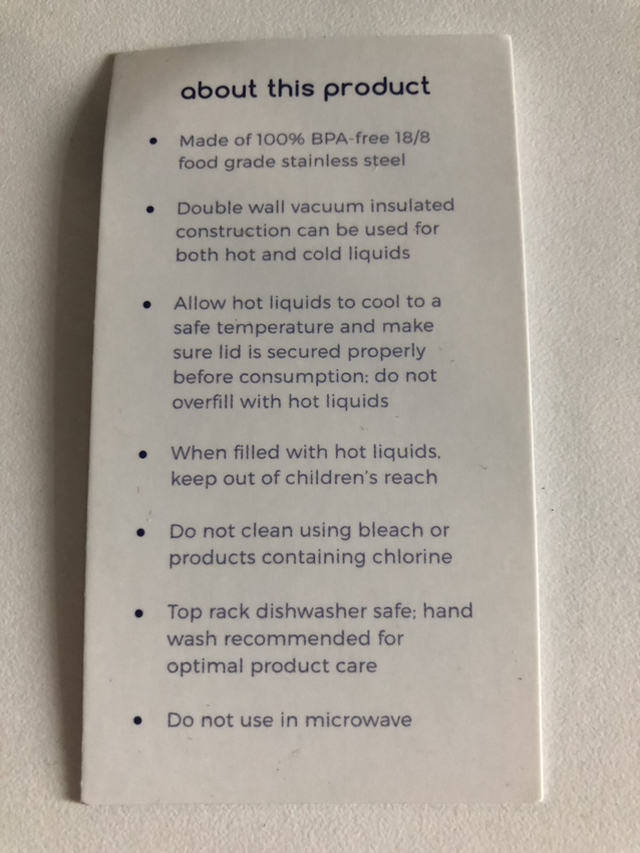 about this product
• Made of 100% BPA-free 18/8
food grade stainless steel
• Double wall vacuum insulated
construction can be used for
both hot and cold liquids
• Allow hot liquids to cool to a
safe temperature and make
sure lid is secured properly
before consumption; do not
overfill with hot liquids
• When filled with hot liquids,
keep out of children's reach
• Do not clean using bleach or
products containing chlorine
• Top rack dishwasher safe; hand
wash recommended for
optimal product care
• Do not use in microwave